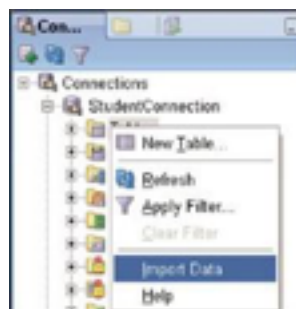 Con...
Connections
StudentConnection
New Table...
Refresh
Apply Filter...
Clear Filter
Import Data
Help